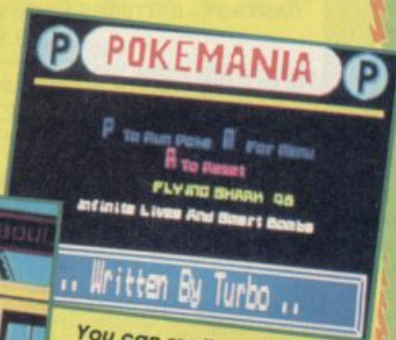 P POKEMANIA P
P To Run Poke M For Menu
R To Reset
FLYING SHARK GB
Infinite Lives And Smart Bombs
.. Written By Turbo ..
You can